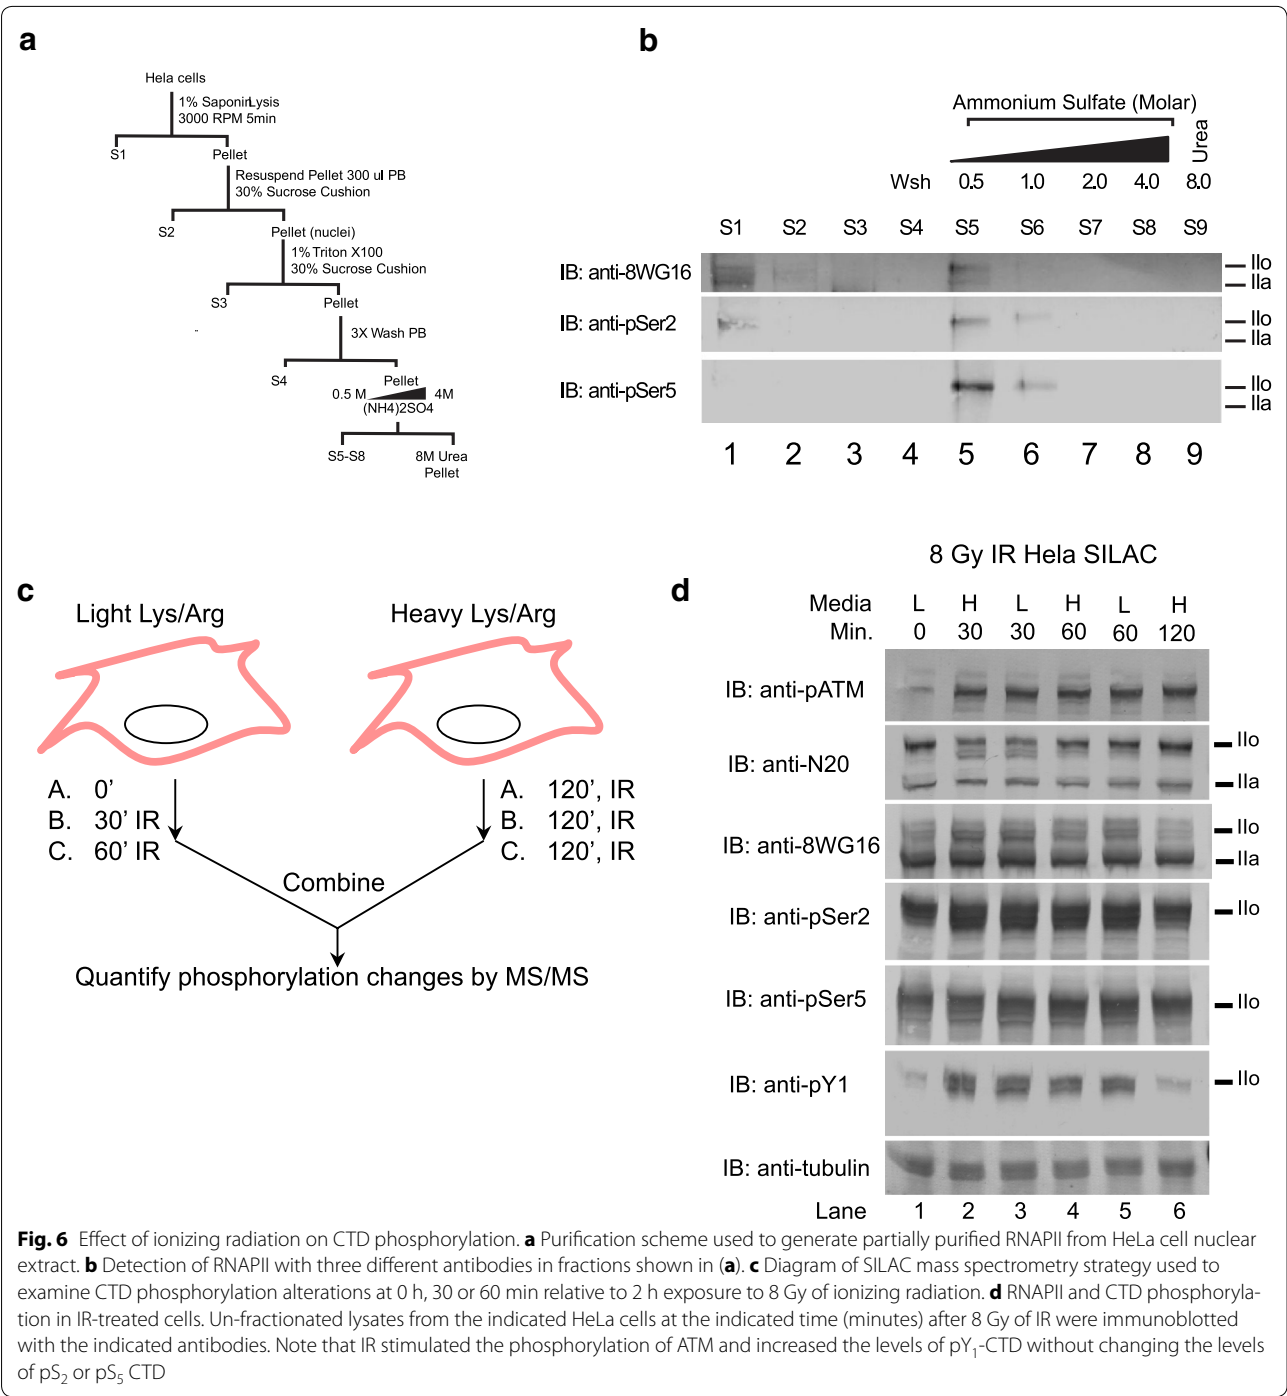 a
Hela cells
1% SaponinLysis
3000 RPM 5min
S1
Pellet
Resuspend Pellet 300 ul PB
30% Sucrose Cushion
S2
Pellet (nuclei)
1% Triton X100
30% Sucrose Cushion
S3
Pellet
3X Wash PB
S4
Pellet
0.5 M
4M
(NH4)2SO4
S5-S8
8M Urea
Pellet
b
Ammonium Sulfate (Molar)
Urea
Wsh 0.5 1.0 2.0 4.0 8.0
S1 S2 S3 S4 S5 S6 S7 S8 S9
IB: anti-8WG16
IIo
IIa
IB: anti-pSer2
IIo
IIa
IB: anti-pSer5
IIo
IIa
1 2 3 4 5 6 7 8 9
c
Light Lys/Arg
Heavy Lys/Arg
A. 0’
B. 30’ IR
C. 60’ IR
A. 120’, IR
B. 120’, IR
C. 120’, IR
Combine
Quantify phosphorylation changes by MS/MS
d
8 Gy IR Hela SILAC
Media L H L H L H
Min. 0 30 30 60 60 120
IB: anti-pATM
IB: anti-N20
IIo
IIa
IB: anti-8WG16
IIo
IIa
IB: anti-pSer2
IIo
IB: anti-pSer5
IIo
IB: anti-pY1
IIo
IB: anti-tubulin
Lane 1 2 3 4 5 6
Fig. 6 Effect of ionizing radiation on CTD phosphorylation. a Purification scheme used to generate partially purified RNAPII from HeLa cell nuclear
extract. b Detection of RNAPII with three different antibodies in fractions shown in (a). c Diagram of SILAC mass spectrometry strategy used to
examine CTD phosphorylation alterations at 0 h, 30 or 60 min relative to 2 h exposure to 8 Gy of ionizing radiation. d RNAPII and CTD phosphoryla-
tion in IR-treated cells. Un-fractionated lysates from the indicated HeLa cells at the indicated time (minutes) after 8 Gy of IR were immunoblotted
with the indicated antibodies. Note that IR stimulated the phosphorylation of ATM and increased the levels of pY1-CTD without changing the levels
of pS2 or pS5 CTD